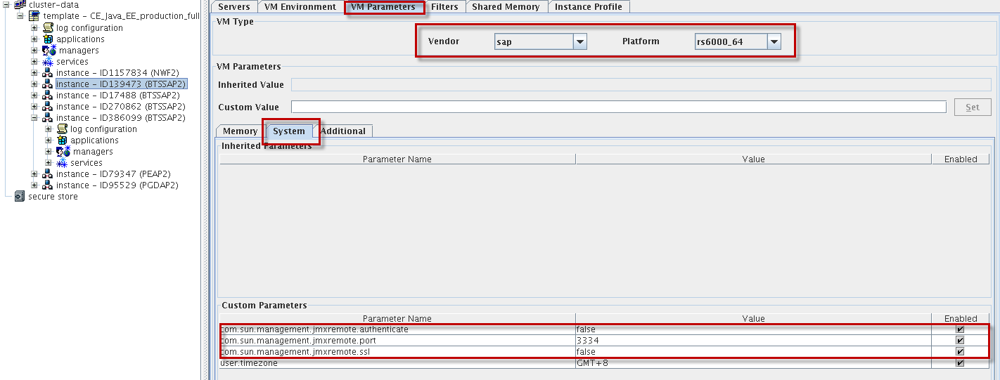 cluster-data
template - CE_Java_EE_production_full
log configuration
applications
managers
services
instance - ID1157834 (NWF2)
instance - ID139473 (BTSSAP2)
instance - ID17488 (BTSSAP2)
instance - ID270862 (BTSSAP2)
instance - ID386099 (BTSSAP2)
log configuration
applications
managers
services
instance - ID79347 (PEAP2)
instance - ID95529 (PGDAP2)
secure store
Servers VM Environment VM Parameters Filters Shared Memory Instance Profile
VM Type
Vendor sap Platform rs6000_64
VM Parameters
Inherited Value
Custom Value Set
Memory System Additional
Inherited Parameters
Parameter Name Value Enabled
Custom Parameters
Parameter Name Value Enabled
com.sun.management.jmxremote.authenticate false
com.sun.management.jmxremote.port 3334
com.sun.management.jmxremote.ssl false
user.timezone GMT+8